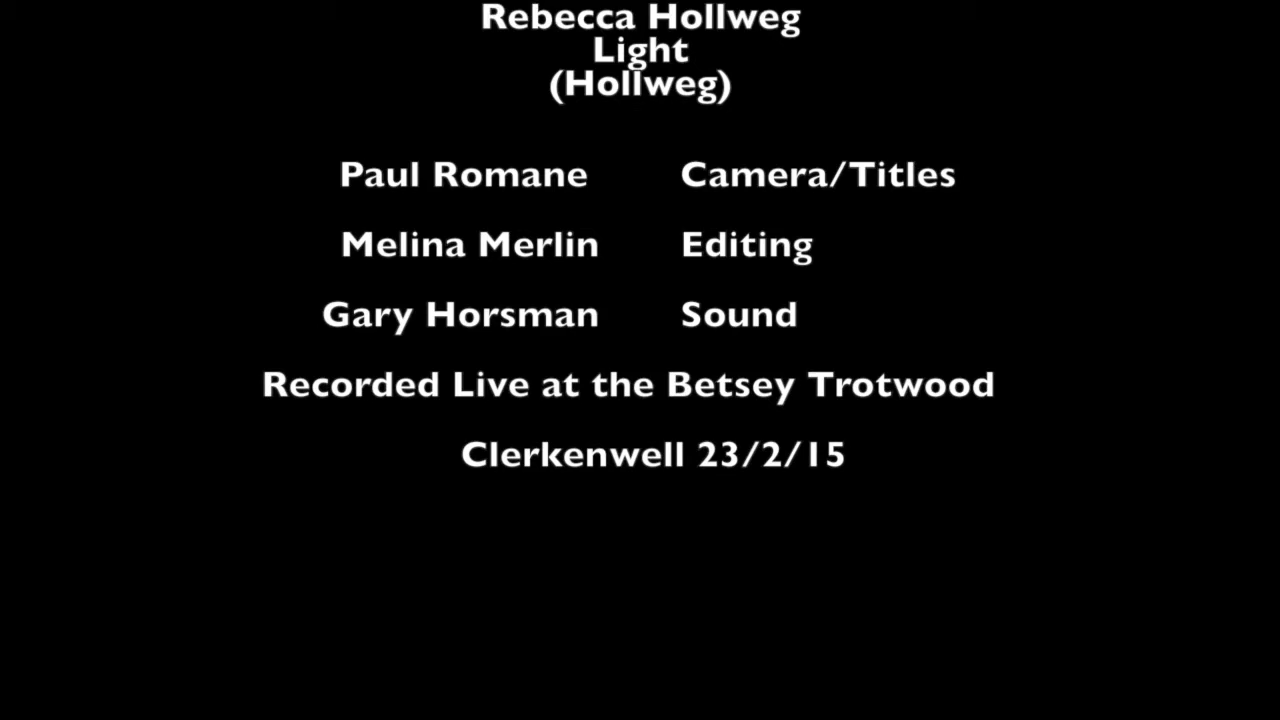 Rebecca Hollweg
Light
(Hollweg)
Paul Romane Camera/Titles
Melina Merlin Editing
Gary Horsman Sound
Recorded Live at the Betsey Trotwood
Clerkenwell 23/2/15